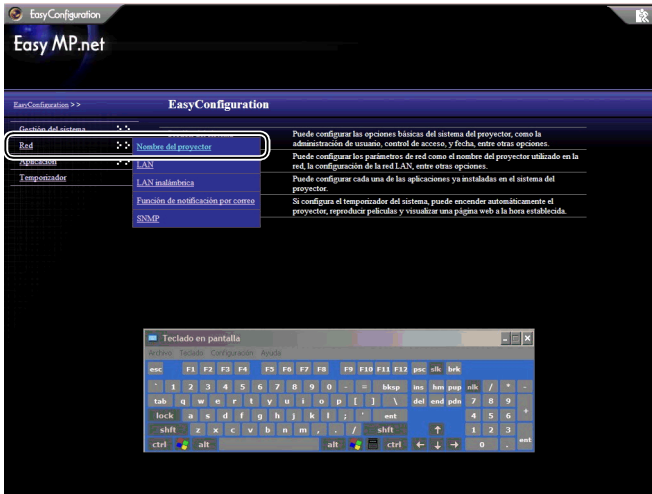 EasyConfiguration
Easy MP.net
EasyConfiguration >>
EasyConfiguration
Gestión del sistema
Puede configurar las opciones básicas del sistema del proyector, como la
administración de usuario, control de acceso, y fecha, entre otras opciones.
Red
Nombre del proyector
Puede configurar los parámetros de red como el nombre del proyector utilizado en la
red, la configuración de la red LAN, entre otras opciones.
Aplicación
LAN
Puede configurar cada una de las aplicaciones ya instaladas en el sistema del
proyector.
Temporizador
LAN inalámbrica
Si configura el temporizador del sistema, puede encender automáticamente el
proyector, reproducir películas y visualizar una página web a la hora establecida.
Función de notificación por correo
SNMP
Teclado en pantalla
Archivo Teclado Configuración Ayuda
esc F1 F2 F3 F4 F5 F6 F7 F8 F9 F10 F11 F12 psc slk brk
` 1 2 3 4 5 6 7 8 9 0 - = bksp ins hm pup nlk / * -
tab q w e r t y u i o p [ ] \ del end pdn 7 8 9
lock a s d f g h j k l ; ' ent 4 5 6 +
shft z x c v b n m , . / shft ↑ 1 2 3
ctrl alt alt ctrl ← ↓ → 0 . ent